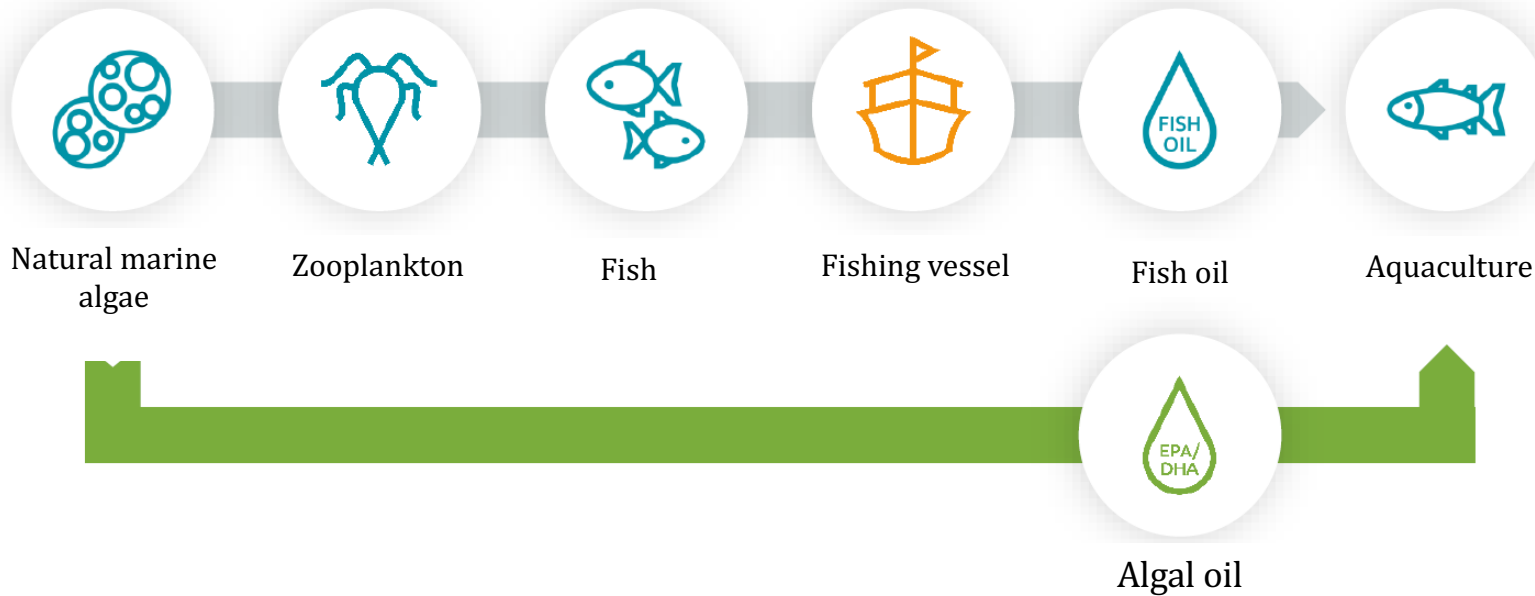 FISH
OIL
Natural marine
algae
Zooplankton
Fish
Fishing vessel
Fish oil
Aquaculture
EPA/
DHA
Algal oil